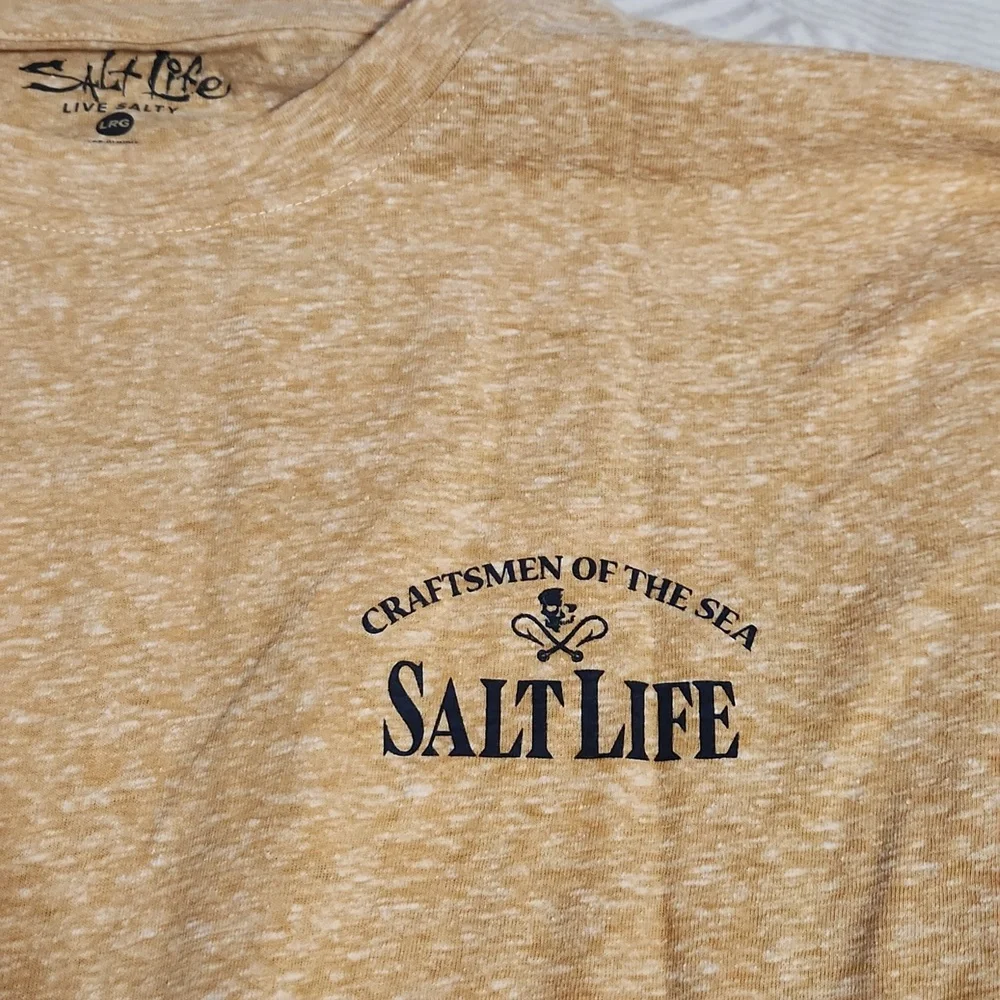 Salt Life
LIVE SALTY
LRG
CRAFTSMEN OF THE SEA
SALT LIFE